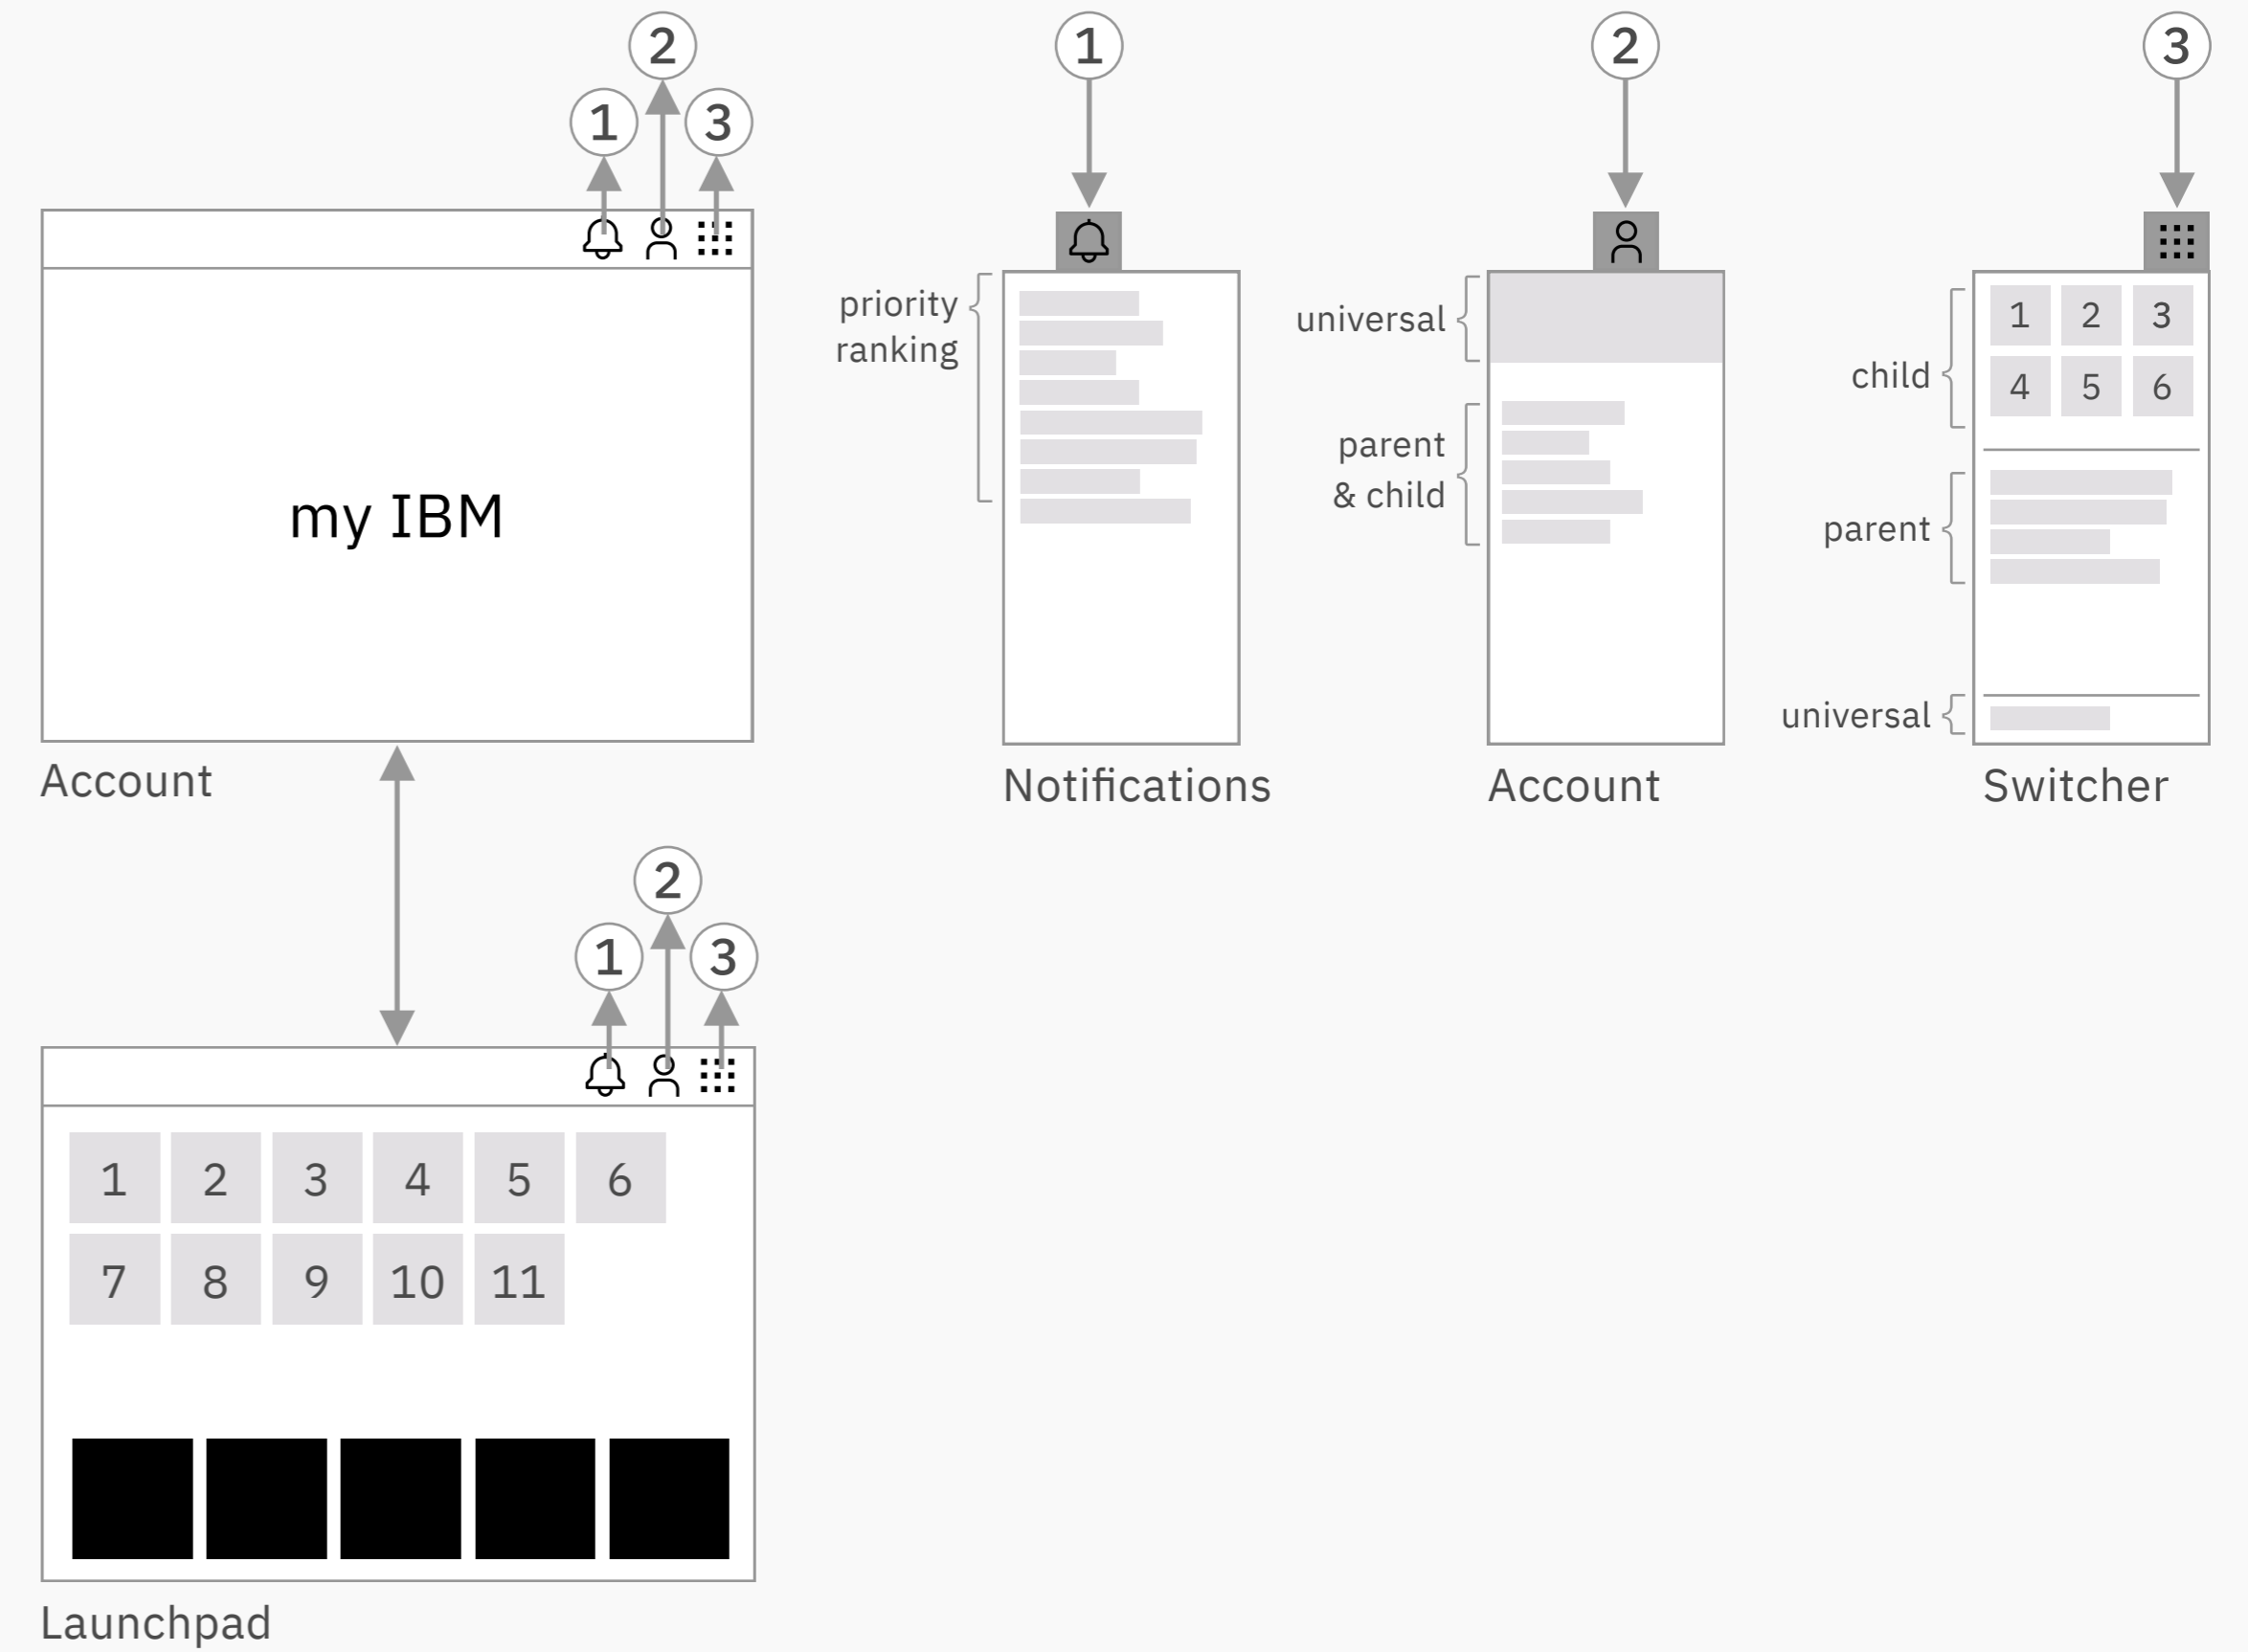 2
1 3
my IBM
Account
1
priority
ranking
Notifications
2
universal
parent
& child
Account
3
1 2 3
4 5 6
child
parent
universal
Switcher
2
1 3
1 2 3 4 5 6
7 8 9 10 11
Launchpad